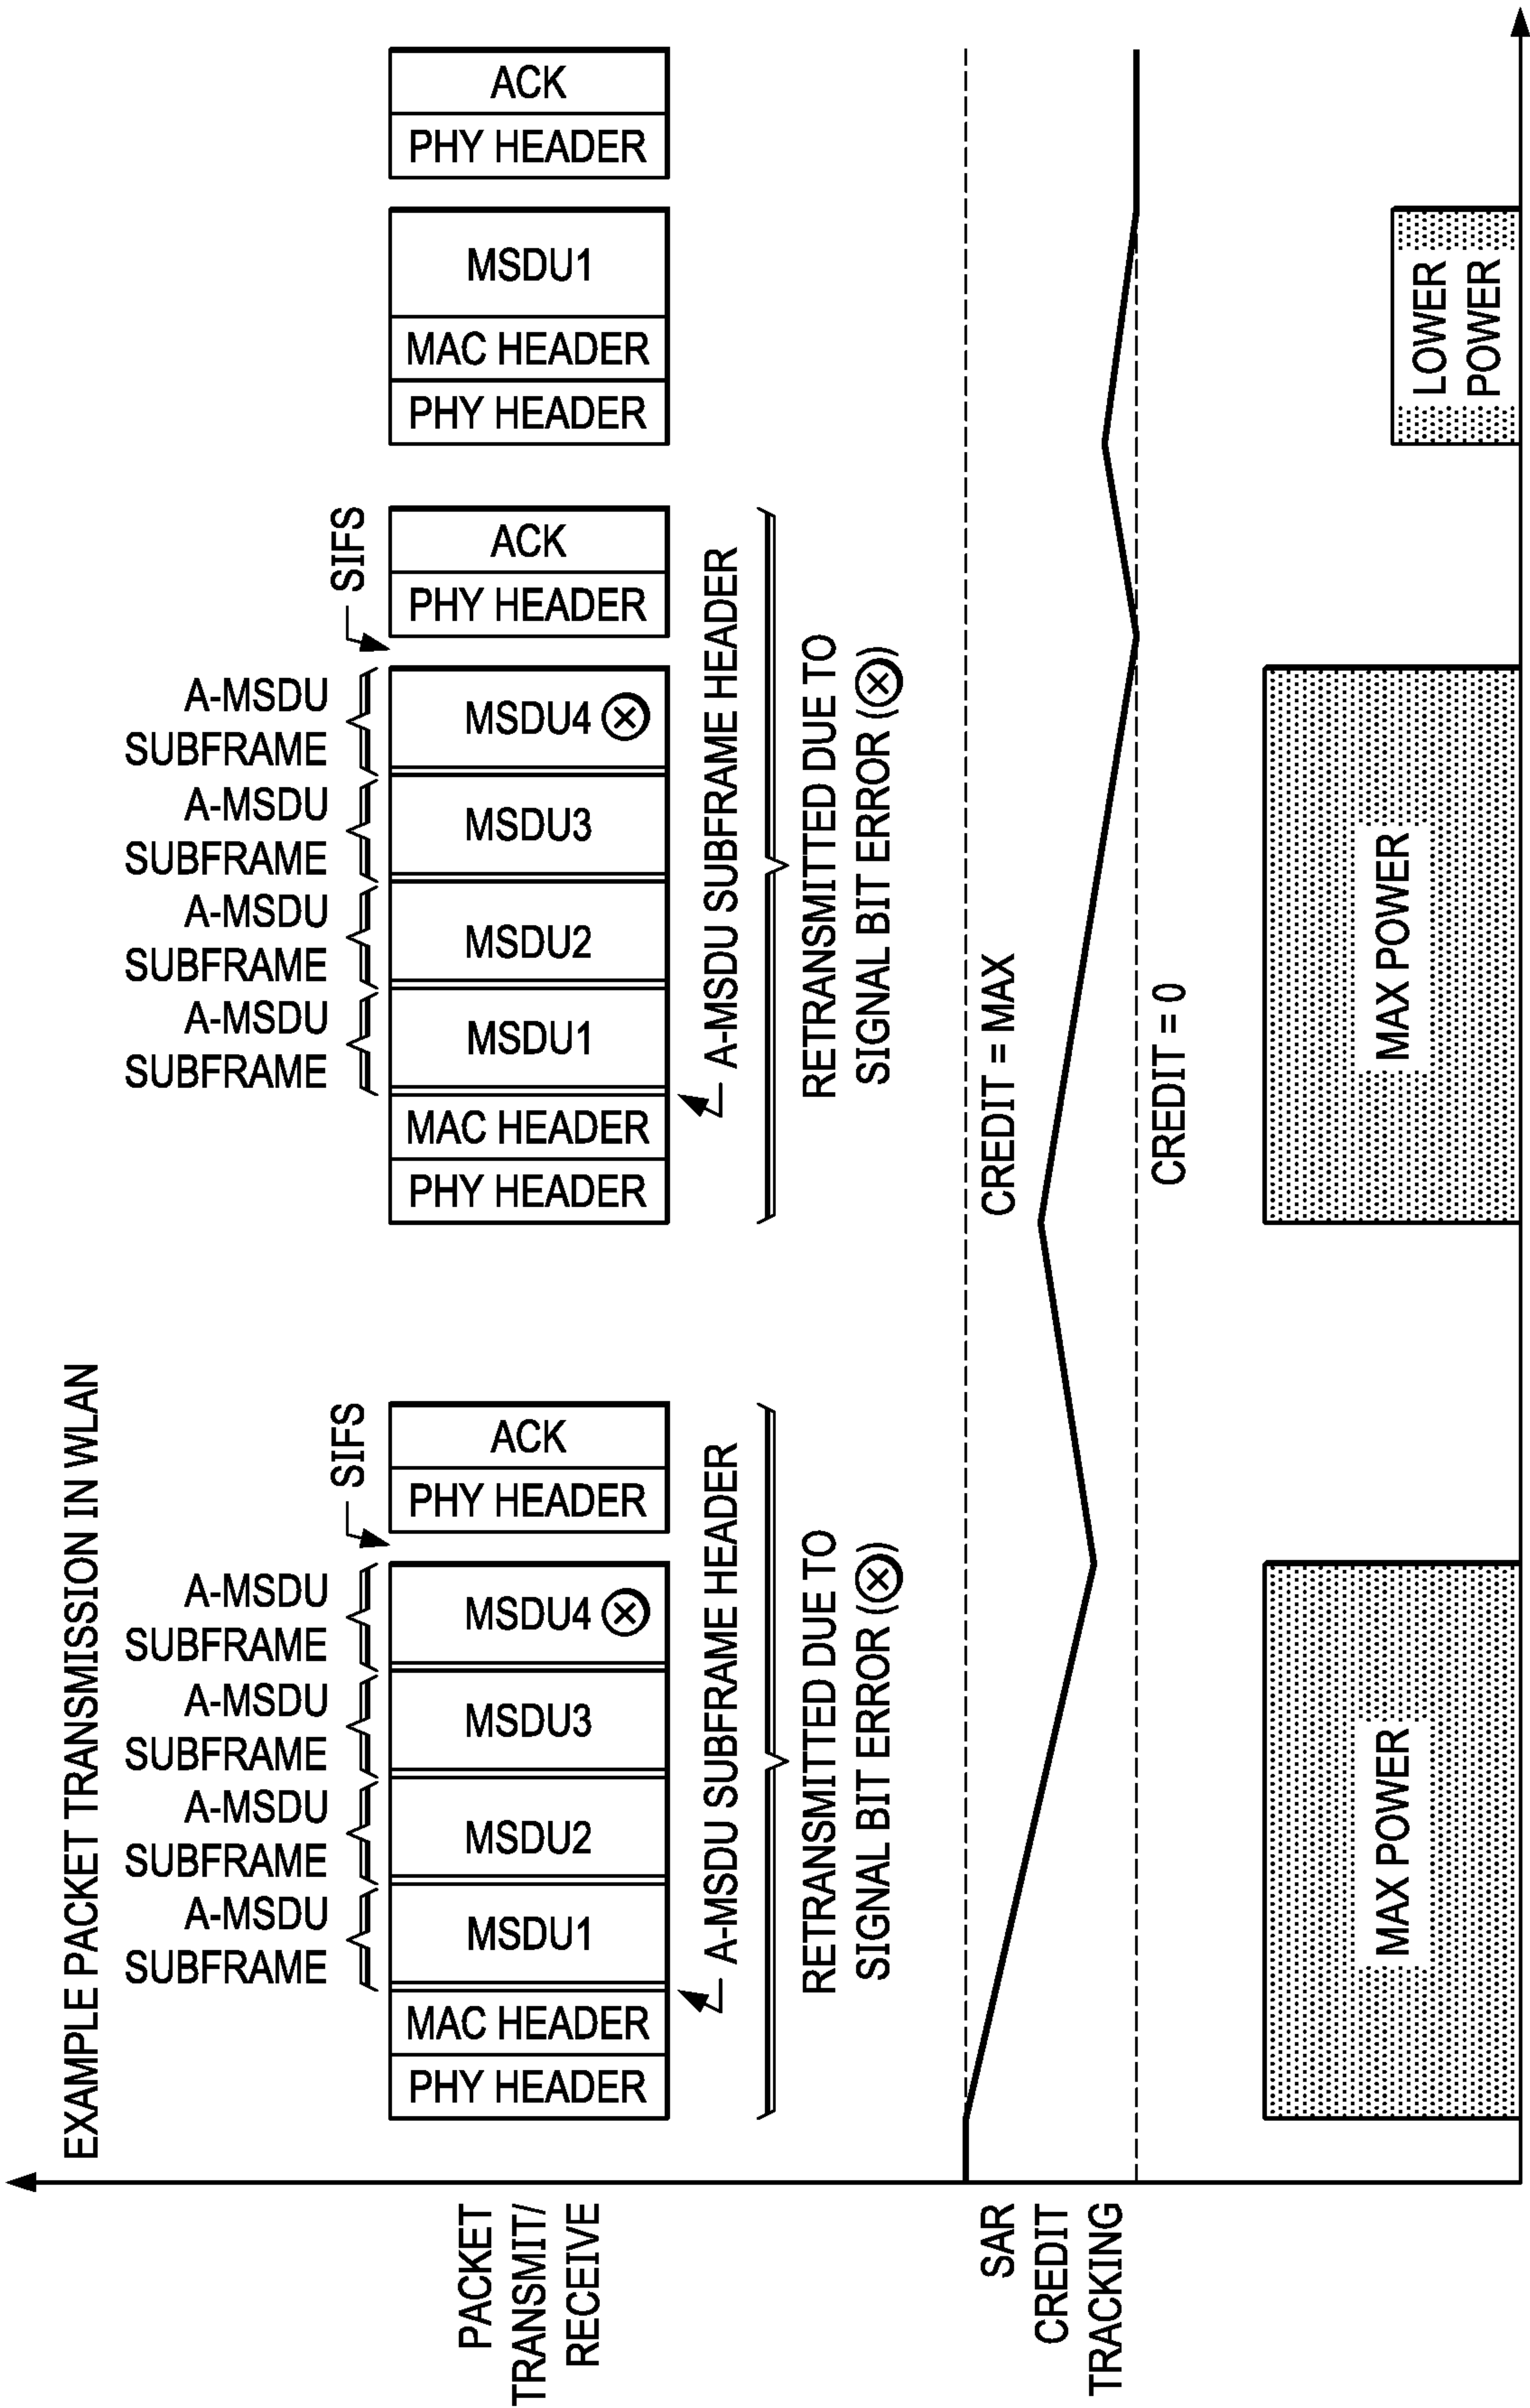 EXAMPLE PACKET TRANSMISSION IN WLAN
PACKET
TRANSMIT/
RECEIVE
A-MSDU
SUBFRAME
A-MSDU
SUBFRAME
A-MSDU
SUBFRAME
A-MSDU
SUBFRAME
SIFS
PHY HEADER
MAC HEADER
MSDU1
MSDU2
MSDU3
MSDU4
PHY HEADER
ACK
A-MSDU SUBFRAME HEADER
RETRANSMITTED DUE TO
SIGNAL BIT ERROR (⊗)
A-MSDU
SUBFRAME
A-MSDU
SUBFRAME
A-MSDU
SUBFRAME
A-MSDU
SUBFRAME
SIFS
PHY HEADER
MAC HEADER
MSDU1
MSDU2
MSDU3
MSDU4
PHY HEADER
ACK
A-MSDU SUBFRAME HEADER
RETRANSMITTED DUE TO
SIGNAL BIT ERROR (⊗)
PHY HEADER
MAC HEADER
MSDU1
PHY HEADER
ACK
SAR
CREDIT
TRACKING
CREDIT = MAX
CREDIT = 0
MAX POWER
MAX POWER
LOWER
POWER